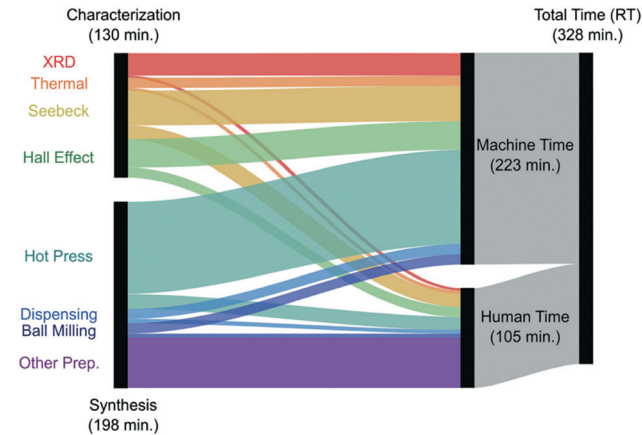 Characterization
(130 min.)
Total Time (RT)
(328 min.)
XRD
Thermal
Seebeck
Hall Effect
Machine Time
(223 min.)
Hot Press
Dispensing
Ball Milling
Human Time
(105 min.)
Other Prep.
Synthesis
(198 min.)